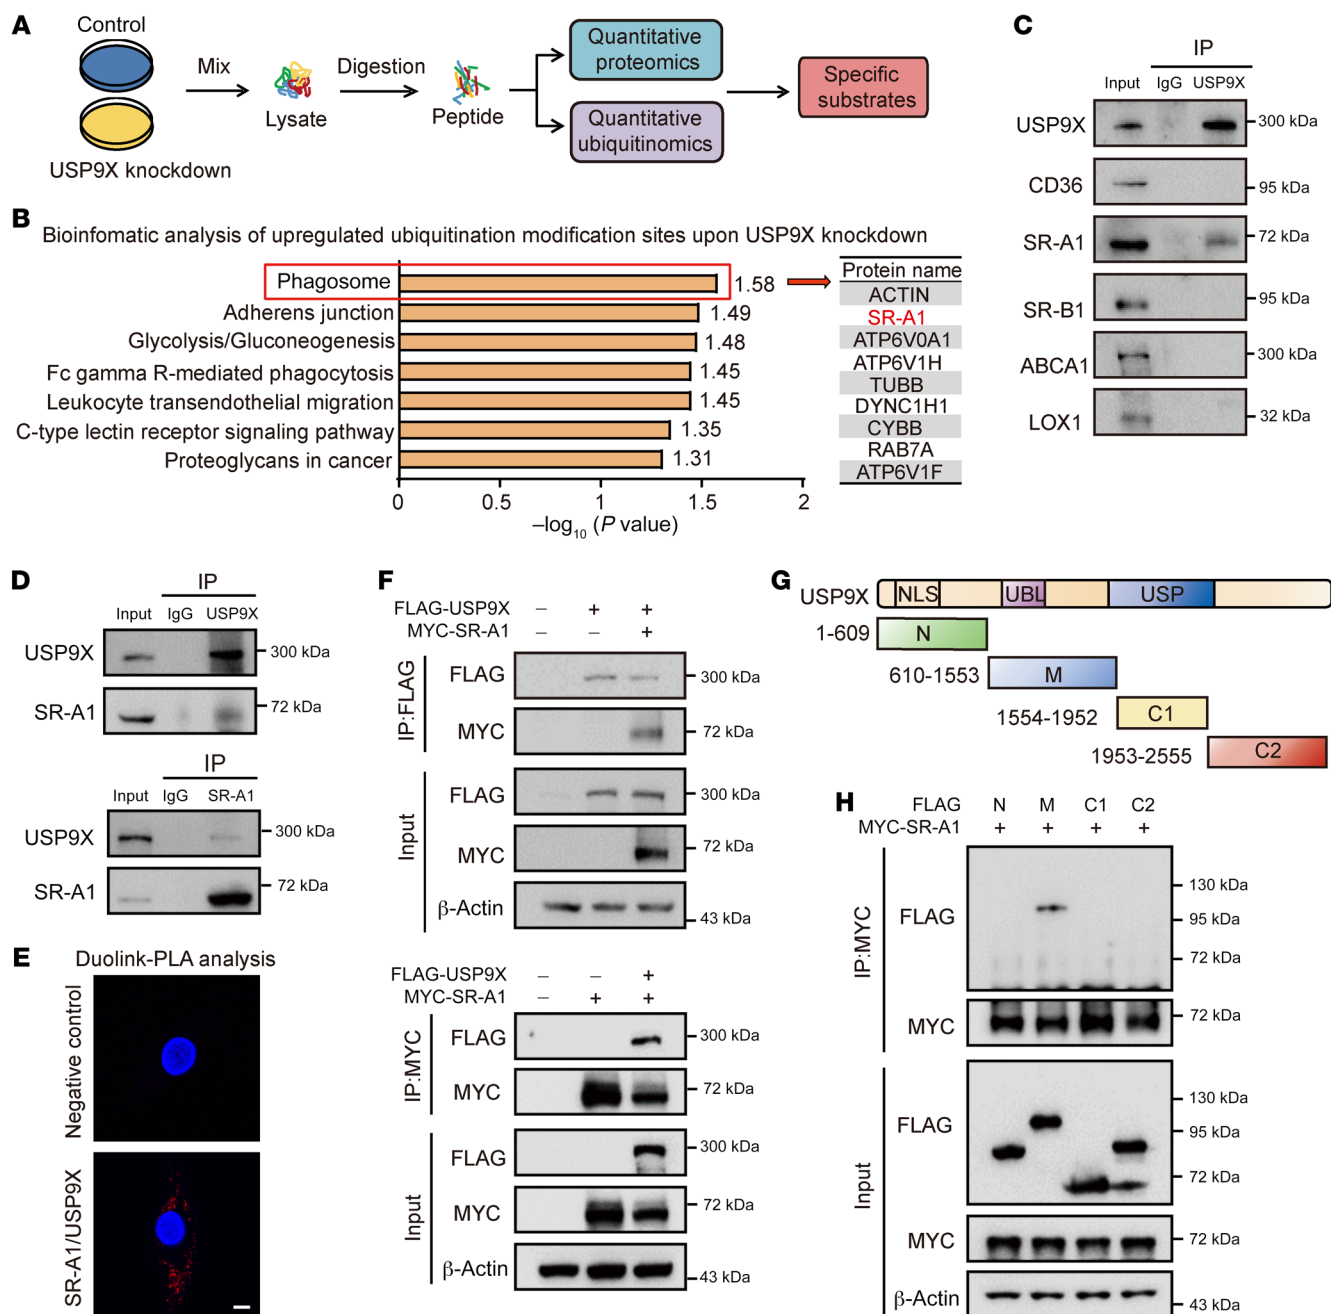 A
Control
USP9X knockdown
Mix
Lysate
Digestion
Peptide
Quantitative
proteomics
Quantitative
ubiquitinomics
Specific
substrates
B
Bioinfomatic analysis of upregulated ubiquitination modification sites upon USP9X knockdown
Phagosome 1.58
Adherens junction 1.49
Glycolysis/Gluconeogenesis 1.48
Fc gamma R-mediated phagocytosis 1.45
Leukocyte transendothelial migration 1.45
C-type lectin receptor signaling pathway 1.35
Proteoglycans in cancer 1.31
0 0.5 1 1.5 2
–log10 (P value)
Protein name
ACTIN
SR-A1
ATP6V0A1
ATP6V1H
TUBB
DYNC1H1
CYBB
RAB7A
ATP6V1F
C
IP
Input IgG USP9X
USP9X 300 kDa
CD36 95 kDa
SR-A1 72 kDa
SR-B1 95 kDa
ABCA1 300 kDa
LOX1 32 kDa
D
IP
Input IgG USP9X
USP9X 300 kDa
SR-A1 72 kDa
IP
Input IgG SR-A1
USP9X 300 kDa
SR-A1 72 kDa
E
Duolink-PLA analysis
Negative control
SR-A1/USP9X
F
FLAG-USP9X – + +
MYC-SR-A1 – – +
IP:FLAG
FLAG 300 kDa
MYC 72 kDa
Input
FLAG 300 kDa
MYC 72 kDa
β-Actin 43 kDa
FLAG-USP9X – – +
MYC-SR-A1 – + +
IP:MYC
FLAG 300 kDa
MYC 72 kDa
Input
FLAG 300 kDa
MYC 72 kDa
β-Actin 43 kDa
G
USP9X NLS UBL USP
1-609 N
610-1553 M
1554-1952 C1
1953-2555 C2
H
FLAG N M C1 C2
MYC-SR-A1 + + + +
IP:MYC
FLAG
130 kDa
95 kDa
72 kDa
MYC 72 kDa
Input
FLAG
130 kDa
95 kDa
72 kDa
MYC 72 kDa
β-Actin 43 kDa